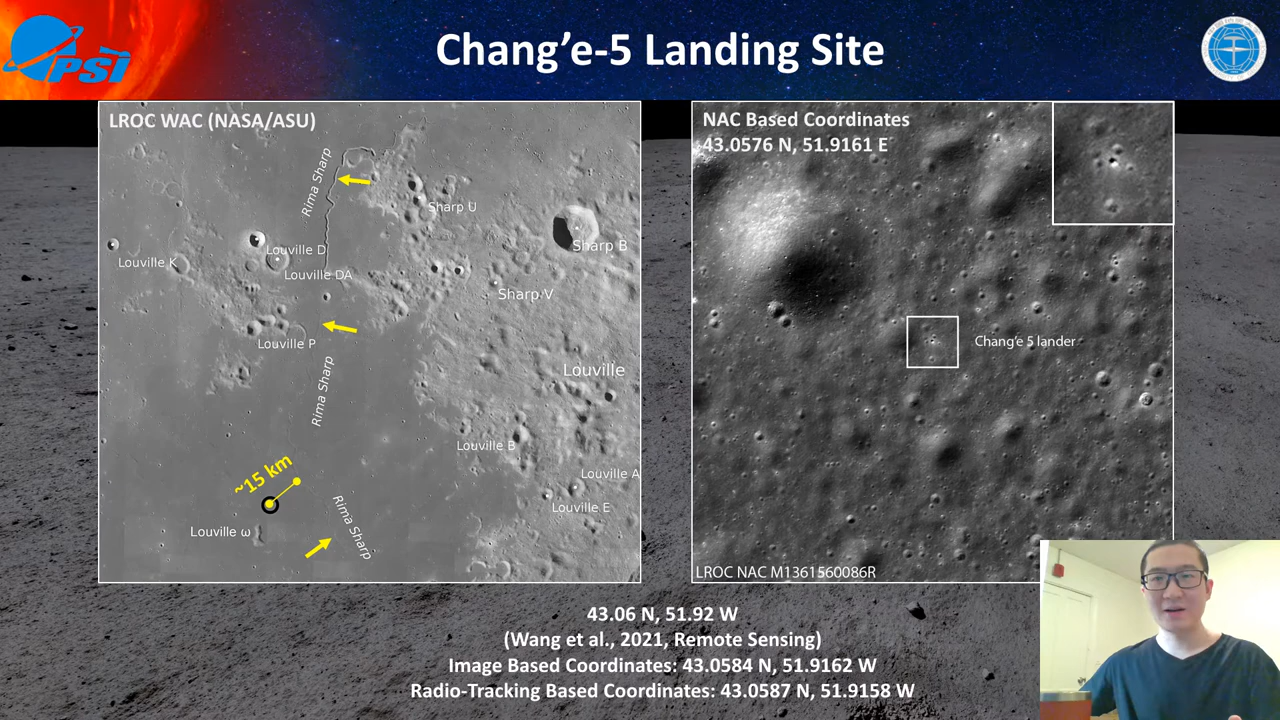 PSI
Chang’e-5 Landing Site
LROC WAC (NASA/ASU)
Rima Sharp
Sharp U
Sharp B
Louville D
Louville K
Louville DA
Sharp V
Louville P
Louville
Rima Sharp
Louville B
~15 km
Louville A
Louville E
Rima Sharp
Louville ω
NAC Based Coordinates
43.0576 N, 51.9161 E
Chang'e 5 lander
LROC NAC M1361560086R
43.06 N, 51.92 W
(Wang et al., 2021, Remote Sensing)
Image Based Coordinates: 43.0584 N, 51.9162 W
Radio-Tracking Based Coordinates: 43.0587 N, 51.9158 W